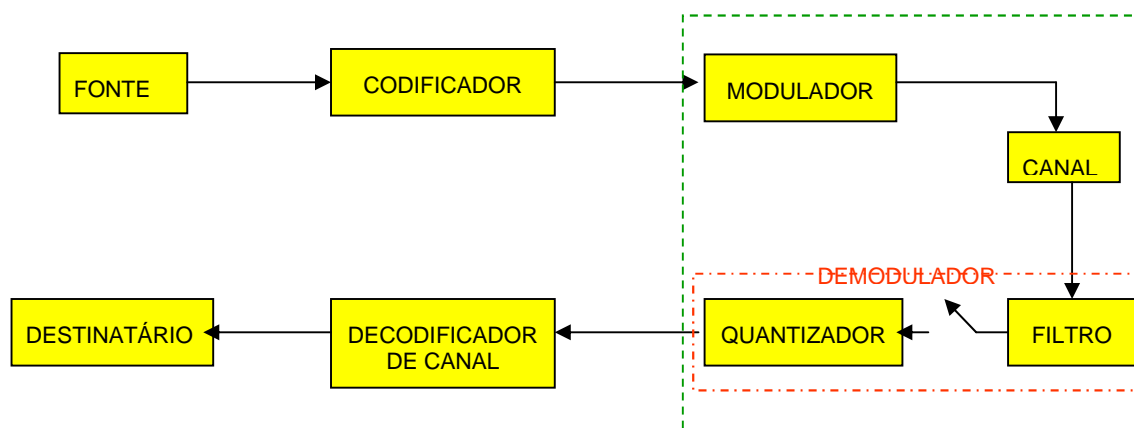 FONTE
CODIFICADOR
MODULADOR
CANAL
DEMODULADOR
DESTINATÁRIO
DECODIFICADOR
DE CANAL
QUANTIZADOR
FILTRO